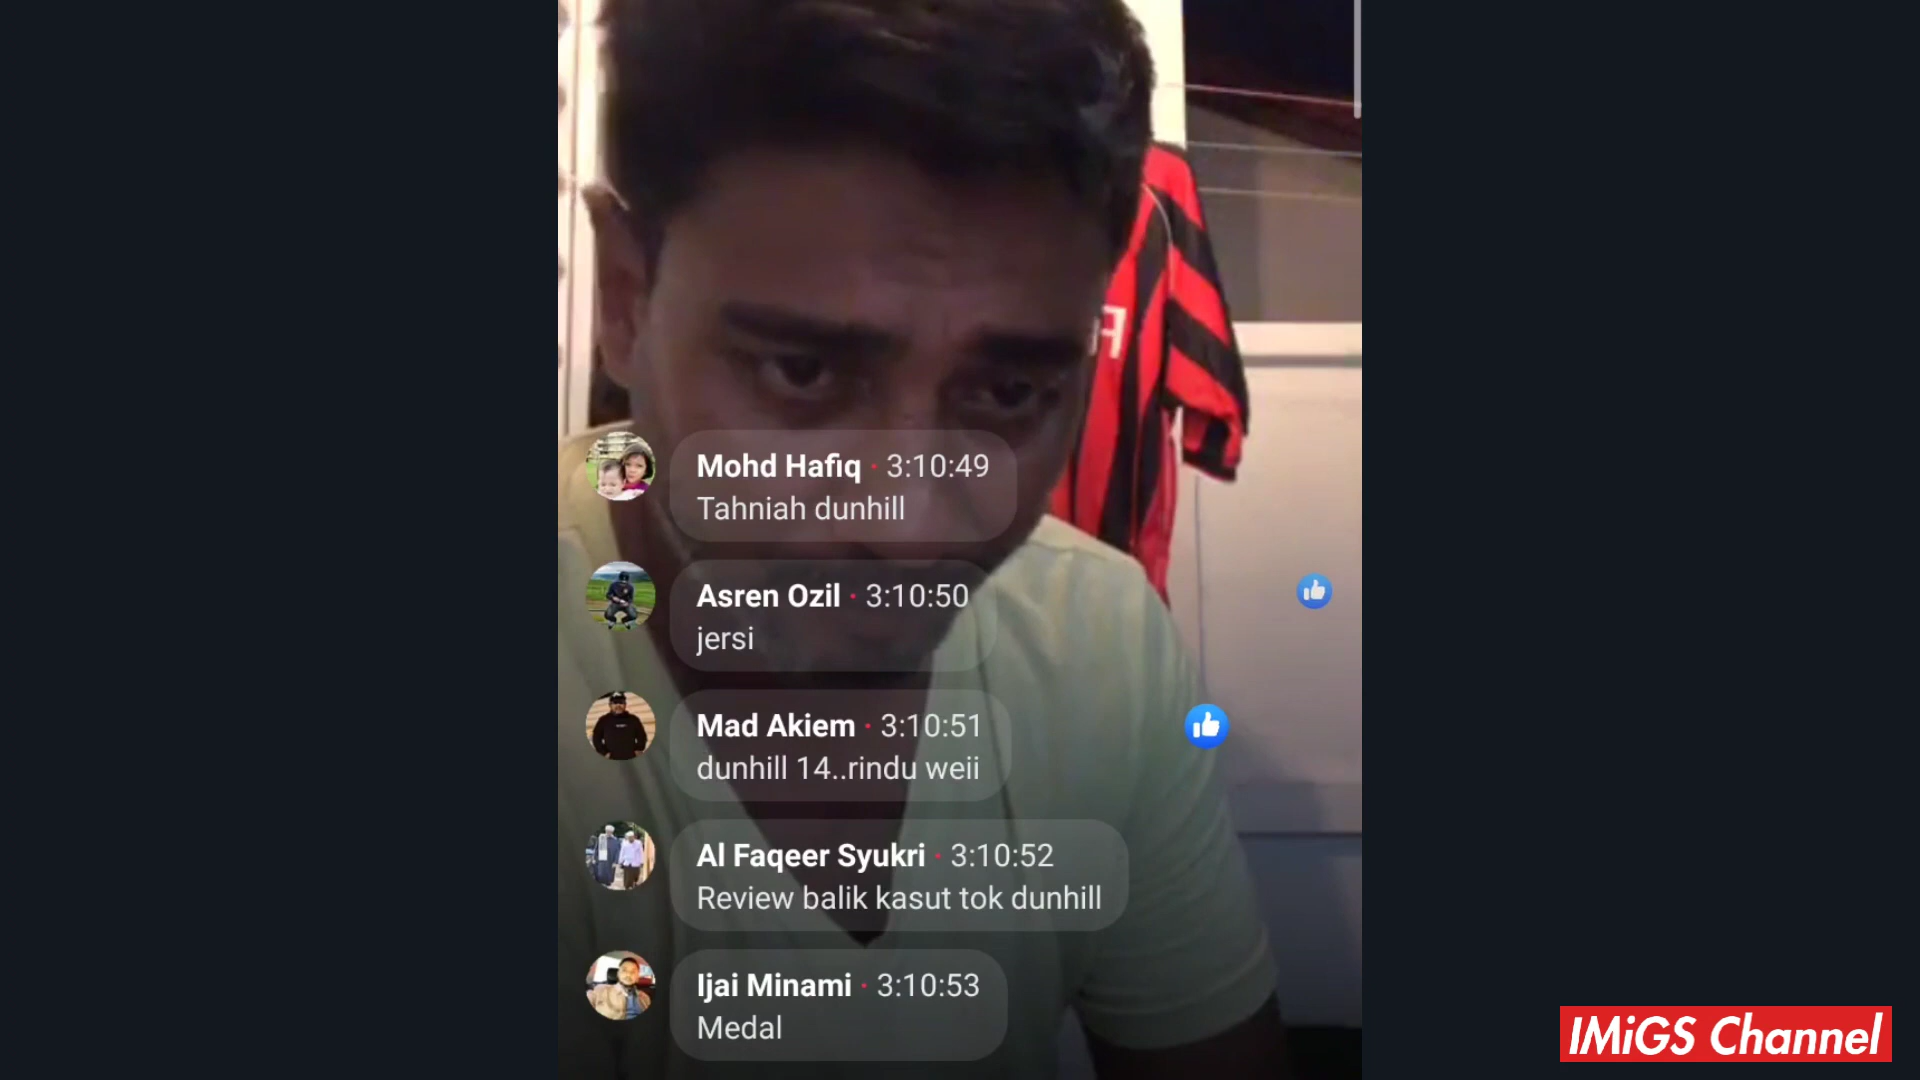 Mohd Hafiq · 3:10:49
Tahniah dunhill
Asren Ozil · 3:10:50
jersi
Mad Akiem · 3:10:51
dunhill 14..rindu weii
Al Faqeer Syukri · 3:10:52
Review balik kasut tok dunhill
Ijai Minami · 3:10:53
Medal
IMiGS Channel